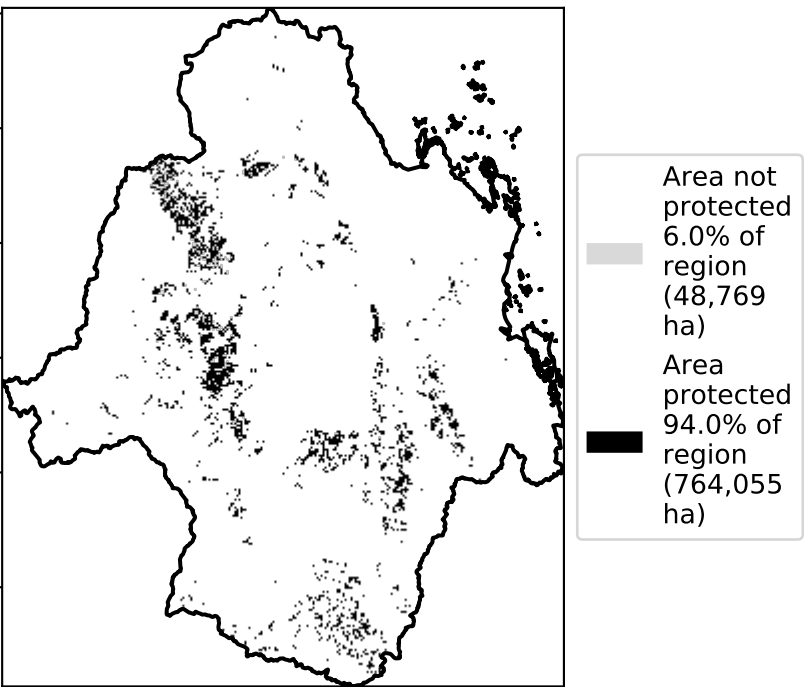 Area not
protected
6.0% of
region
(48,769
ha)
Area
protected
94.0% of
region
(764,055
ha)